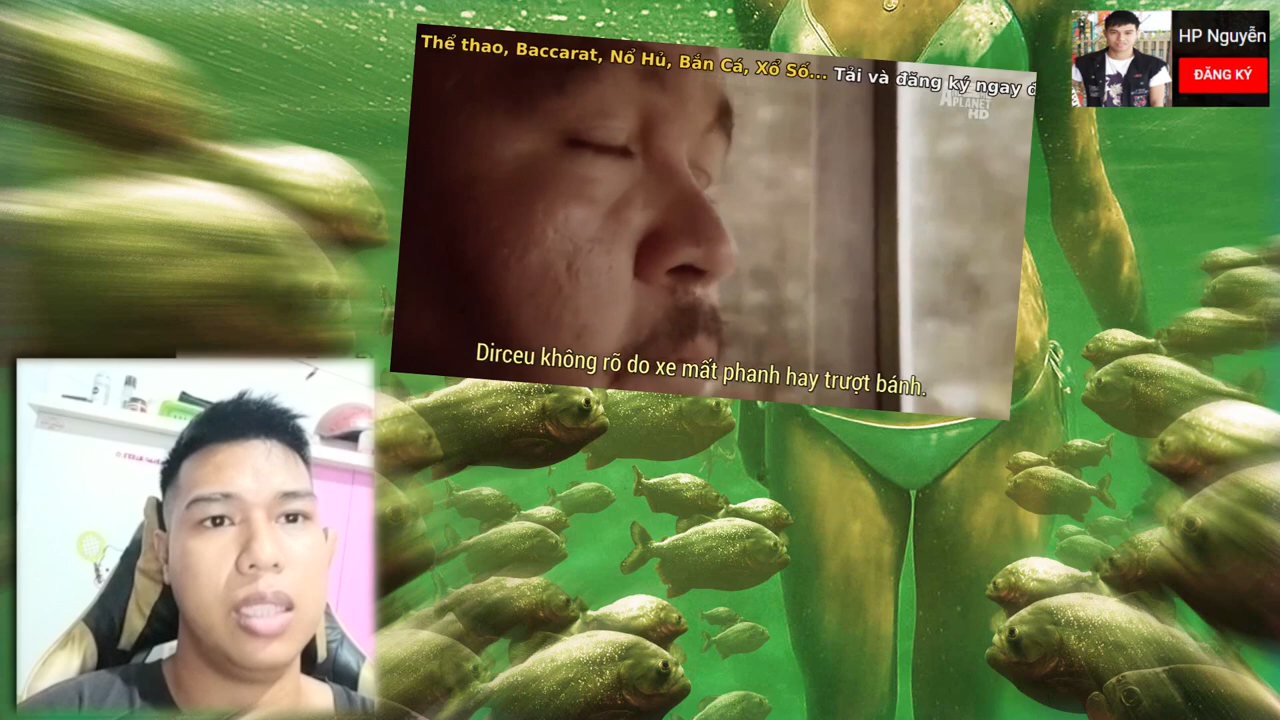 Thể thao, Baccarat, Nổ Hủ, Bắn Cá, Xổ Số... Tải và đăng ký ngay
HP Nguyễn
ĐĂNG KÝ
PLANET
HD
Dirceu không rõ do xe mất phanh hay trượt bánh.